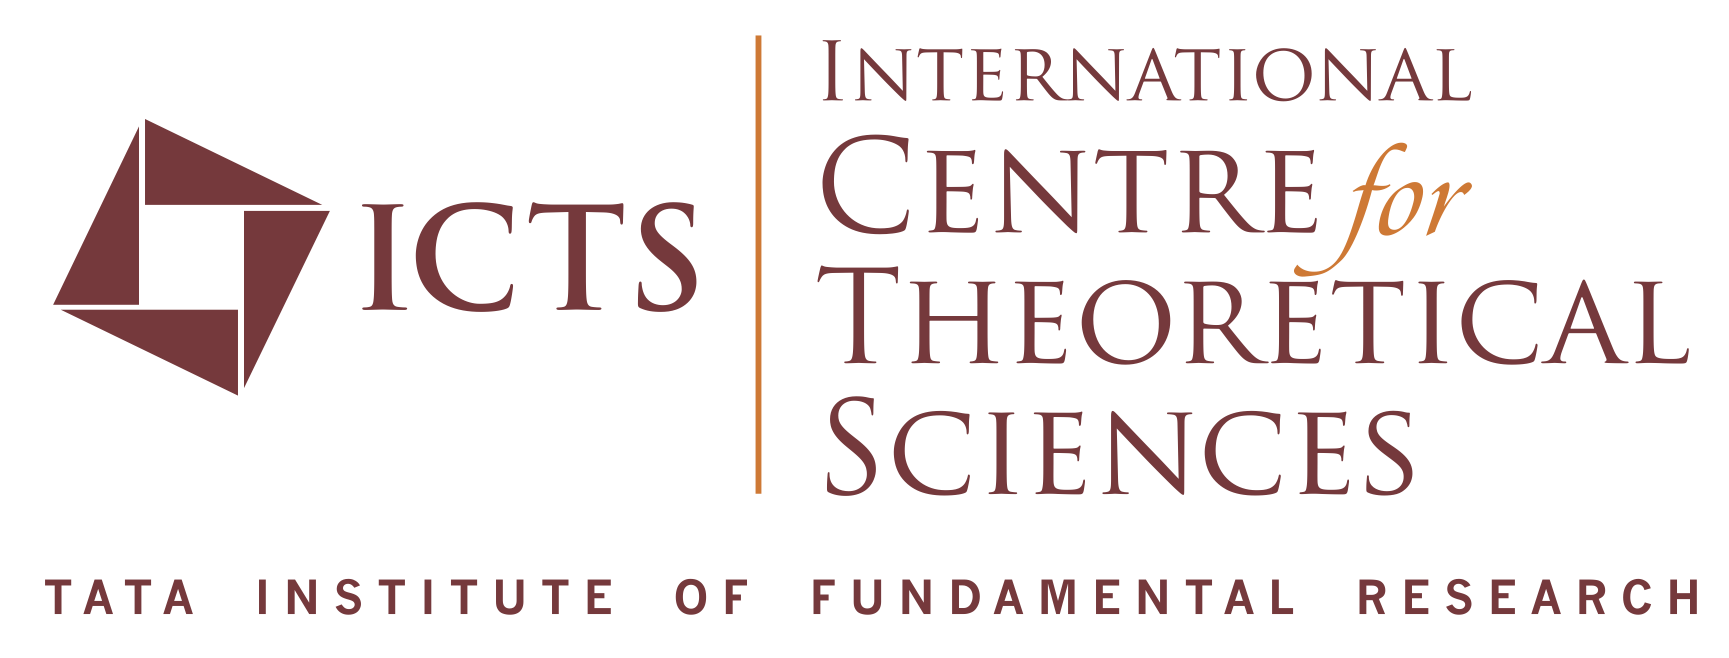 ICTS
INTERNATIONAL
CENTRE for
THEORETICAL
SCIENCES
TATA INSTITUTE OF FUNDAMENTAL RESEARCH